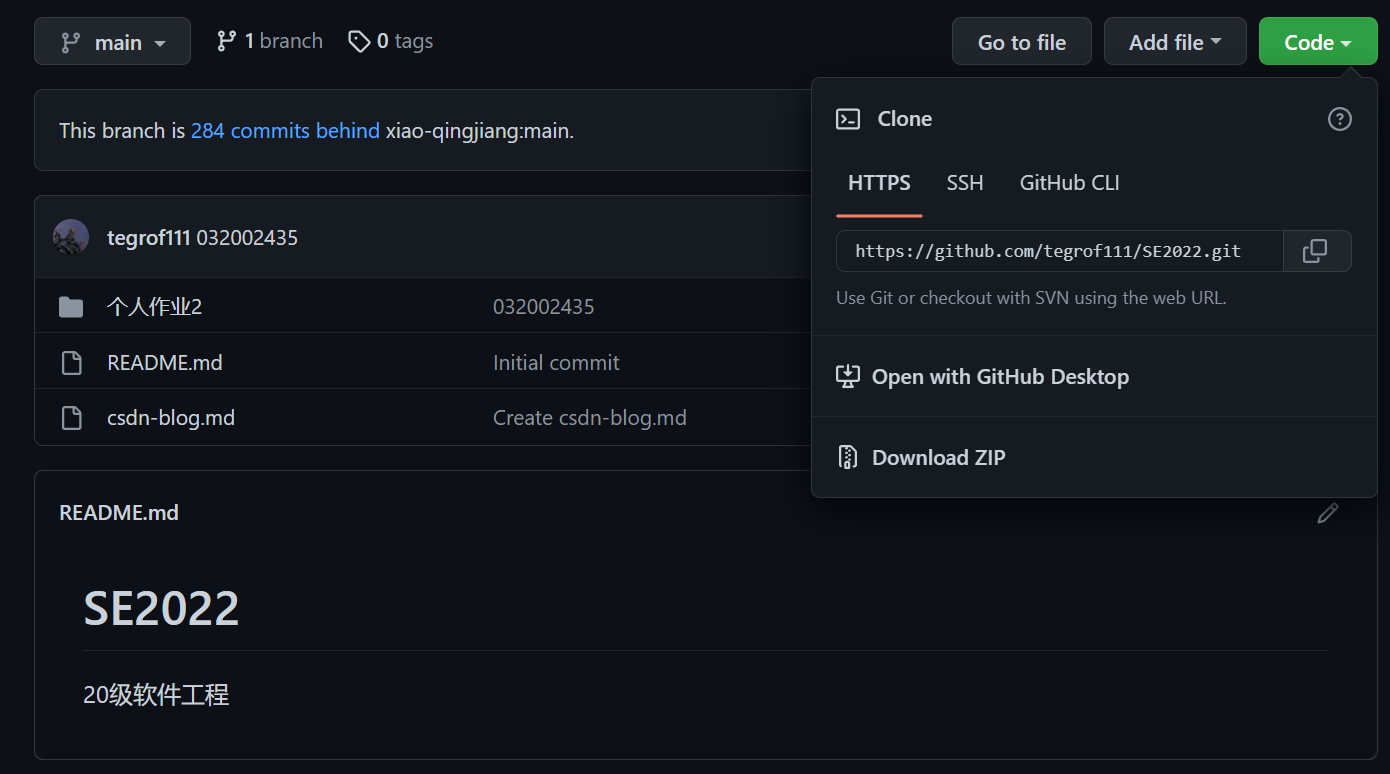 main 1 branch 0 tags Go to file Add file Code
This branch is 284 commits behind xiao-qingjiang:main.
Clone
HTTPS SSH GitHub CLI
https://github.com/tegrof111/SE2022.git
Use Git or checkout with SVN using the web URL.
Open with GitHub Desktop
Download ZIP
tegrof111 032002435
个人作业2 032002435
README.md Initial commit
csdn-blog.md Create csdn-blog.md
README.md
SE2022
20级软件工程